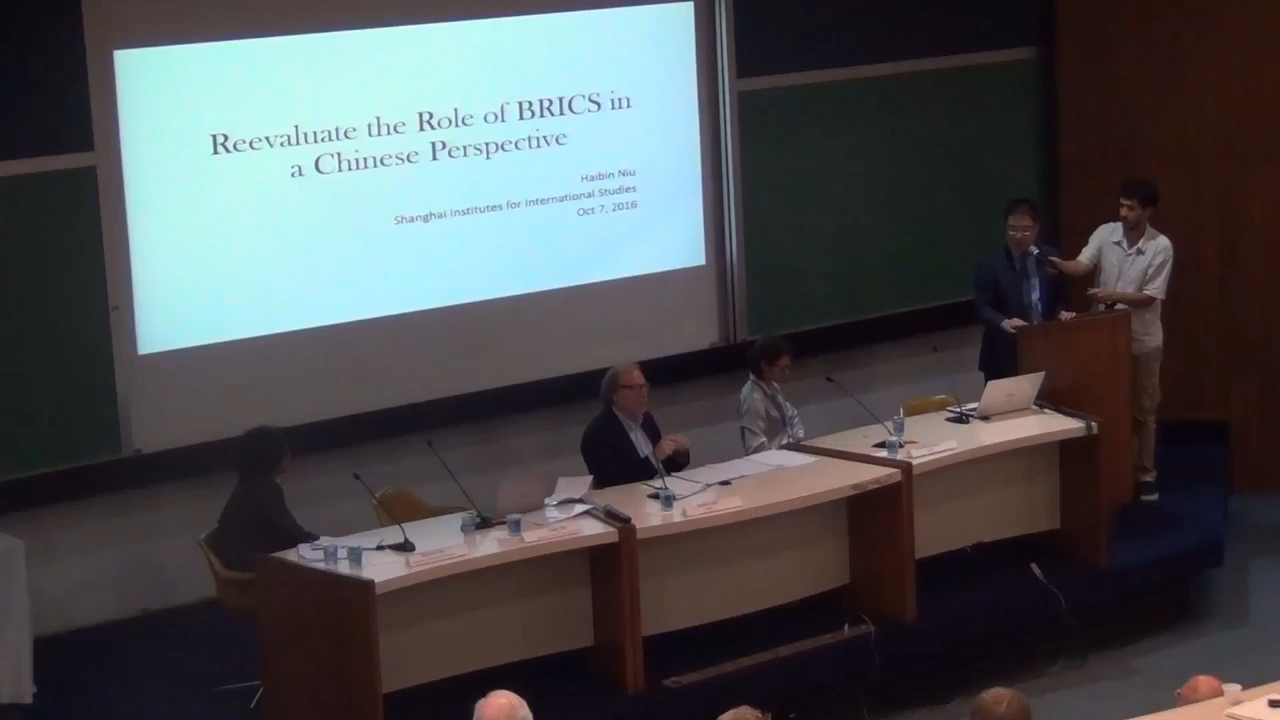 Reevaluate the Role of BRICS in
a Chinese Perspective
Haibin Niu
Shanghai Institutes for International Studies
Oct 7, 2016